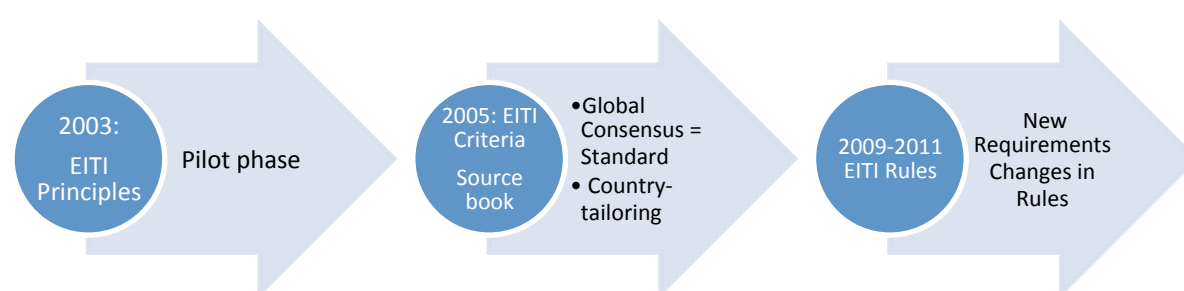 2003:
EITI
Principles
Pilot phase
2005: EITI
Criteria
Source
book
•Global
Consensus =
Standard
• Country-
tailoring
2009-2011
EITI Rules
New
Requirements
Changes in
Rules